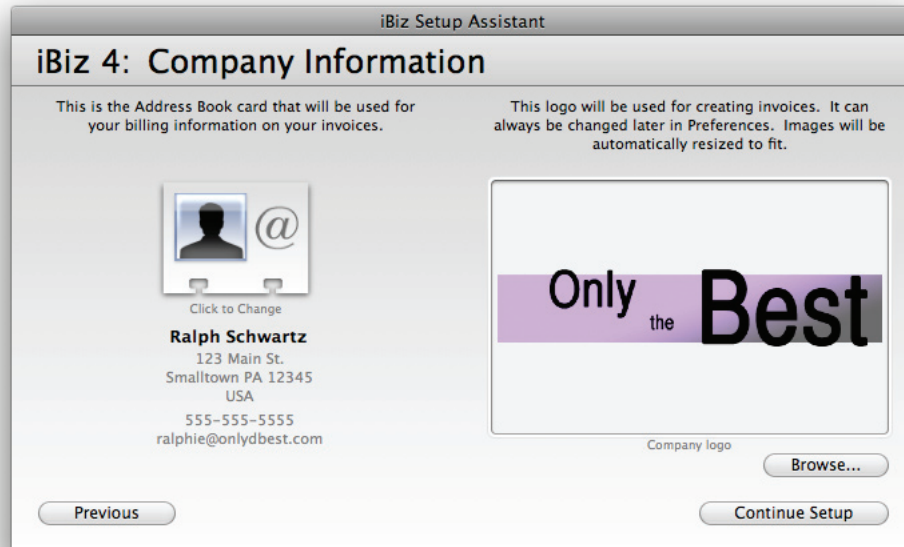 iBiz Setup Assistant
iBiz 4: Company Information
This is the Address Book card that will be used for
your billing information on your invoices.
@
Click to Change
Ralph Schwartz
123 Main St.
Smalltown PA 12345
USA
555-555-5555
ralphie@onlydbest.com
This logo will be used for creating invoices. It can
always be changed later in Preferences. Images will be
automatically resized to fit.
Only the Best
Company logo
Browse...
Previous
Continue Setup